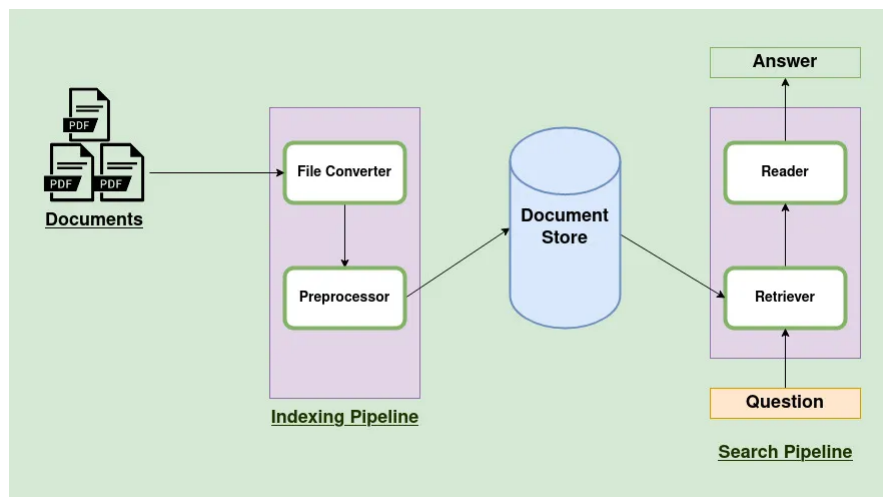 PDF
PDF
PDF
Documents
File Converter
Preprocessor
Indexing Pipeline
Document
Store
Answer
Reader
Retriever
Question
Search Pipeline